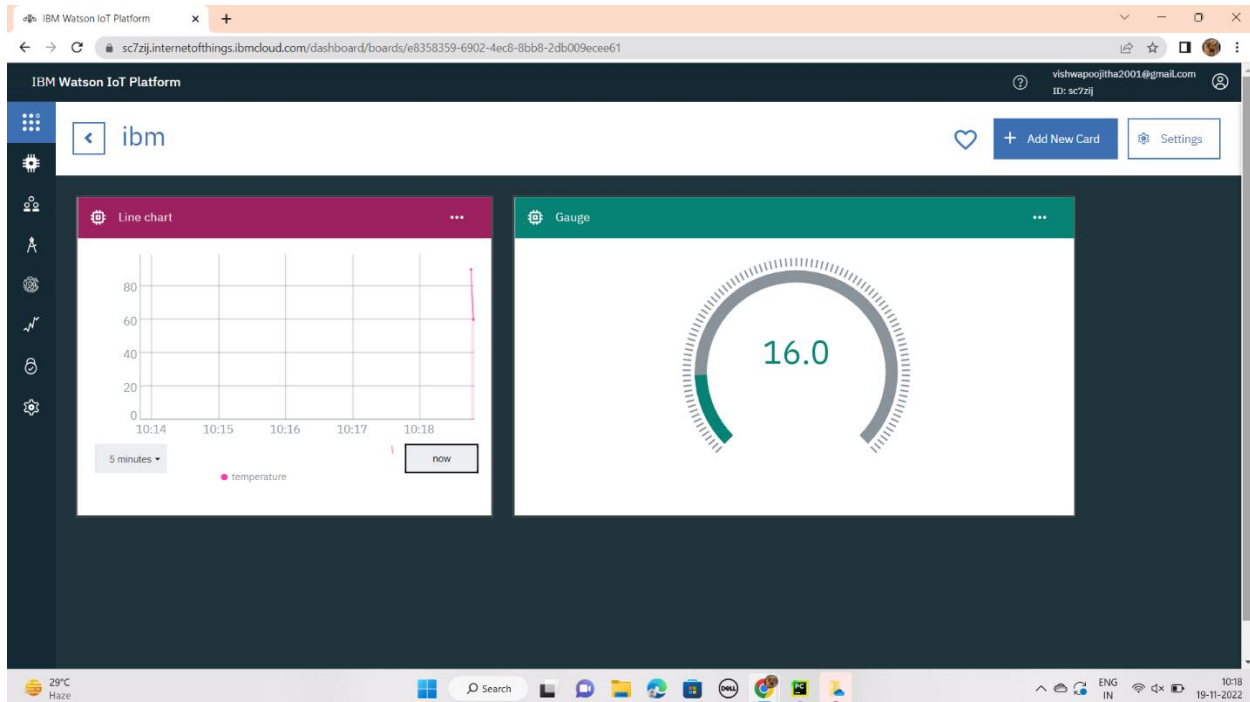 IBM Watson IoT Platform
sc7zij.internetofthings.ibmcloud.com/dashboard/boards/e8358359-6902-4ec8-8bb8-2db009ecee61
IBM Watson IoT Platform
vishwapoojitha2001@gmail.com
ID: sc7zij
ibm
+ Add New Card
Settings
Line chart
Gauge
80
60
40
20
0
10:14 10:15 10:16 10:17 10:18
5 minutes
now
temperature
16.0
29°C
Haze
Search
DELL
PC
ENG
IN
10:18
19-11-2022